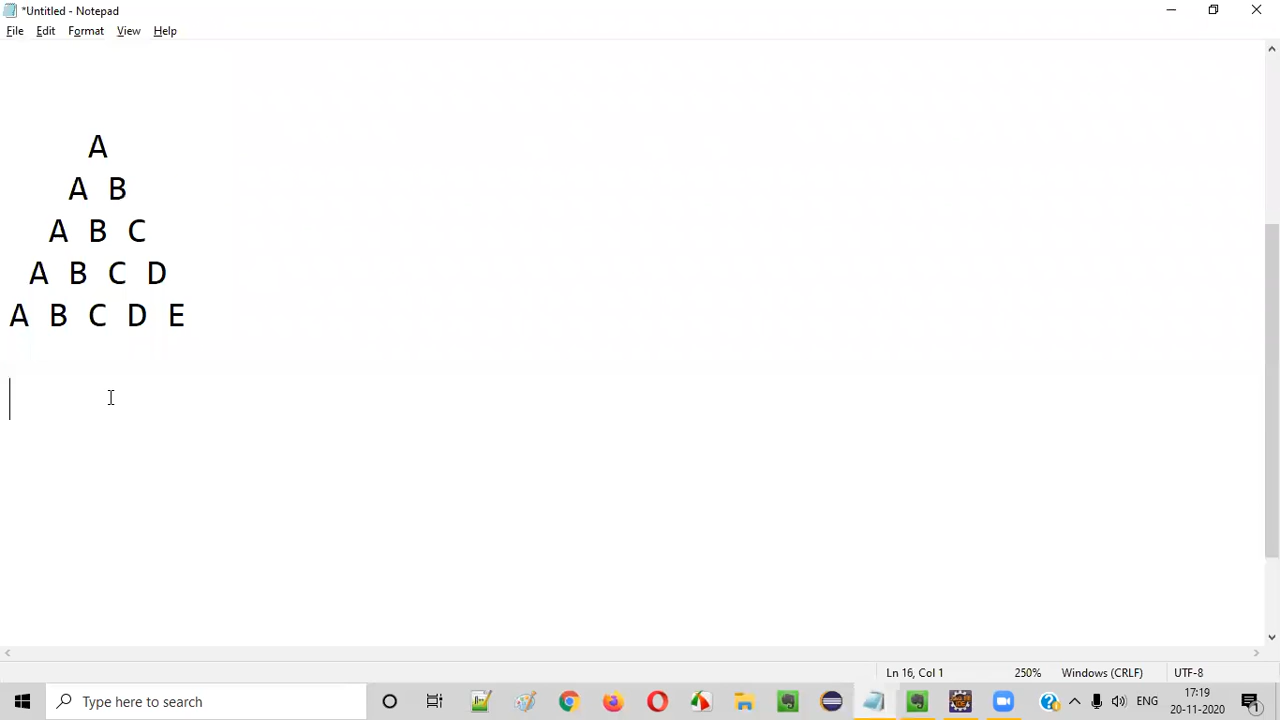 *Untitled - Notepad
File Edit Format View Help
A
A B
A B C
A B C D
A B C D E
Ln 16, Col 1 250% Windows (CRLF) UTF-8
Type here to search
ENG
17:19
20-11-2020
1